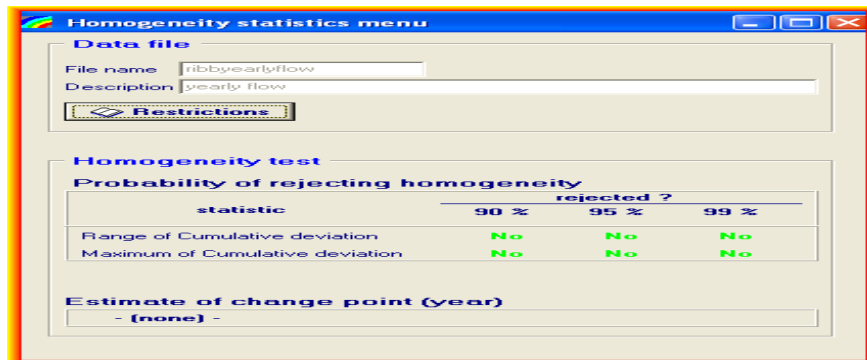 Homogeneity statistics menu
Data file
File name ribbyearlyflow
Description yearly flow
Restrictions
Homogeneity test
Probability of rejecting homogeneity
rejected ?
statistic 90 % 95 % 99 %
Range of Cumulative deviation No No No
Maximum of Cumulative deviation No No No
Estimate of change point (year)
- (none) -